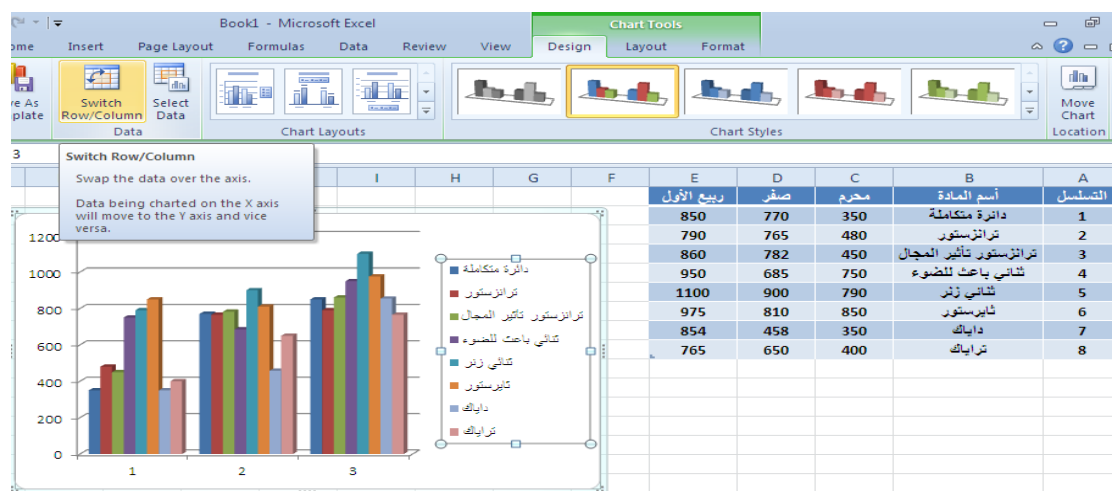 Book1 - Microsoft Excel
Chart Tools
ome Insert Page Layout Formulas Data Review View Design Layout Format
e As
plate
Switch
Row/Column
Select
Data
Move
Chart
Data
Chart Layouts
Chart Styles
Location
3
Switch Row/Column
Swap the data over the axis.
Data being charted on the X axis
will move to the Y axis and vice
versa.
I H G F E D C B A
التسلسل أسم المادة محرم صفر ربيع الأول
1 دائرة متكاملة 350 770 850
2 ترانزستور 480 765 790
3 ترانزستور تأثير المجال 450 782 860
4 ثنائي باعث للضوء 750 685 950
5 ثنائي زنر 790 900 1100
6 ثايرستور 850 810 975
7 داياك 350 458 854
8 ترايك 400 650 765
1200
1000
800
600
400
200
0
1 2 3
دائرة متكاملة
ترانزستور
ترانزستور تأثير المجال
ثنائي باعث للضوء
ثنائي زنر
ثايرستور
داياك
تراياك